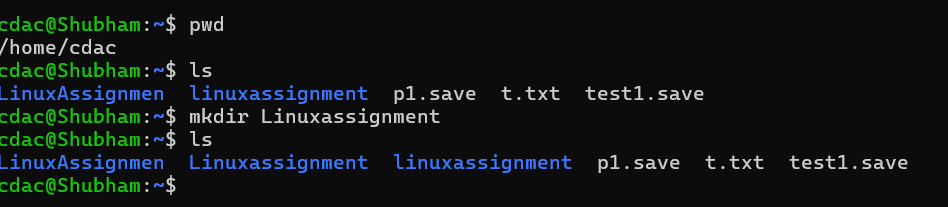 cdac@Shubham:~$ pwd
/home/cdac
cdac@Shubham:~$ ls
LinuxAssignmen  linuxassignment  p1.save  t.txt  test1.save
cdac@Shubham:~$ mkdir Linuxassignment
cdac@Shubham:~$ ls
LinuxAssignmen  Linuxassignment  linuxassignment  p1.save  t.txt  test1.save
cdac@Shubham:~$